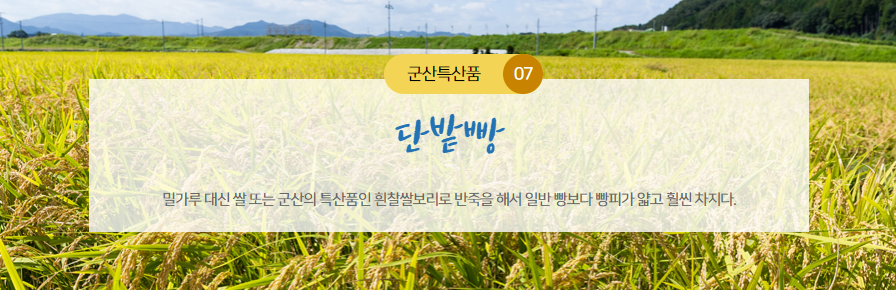 군산특산품 07
단밭빵
밀가루 대신 쌀 또는 군산의 특산품인 흰찰쌀보리로 반죽을 해서 일반 빵보다 빵피가 얇고 훨씬 차지다.